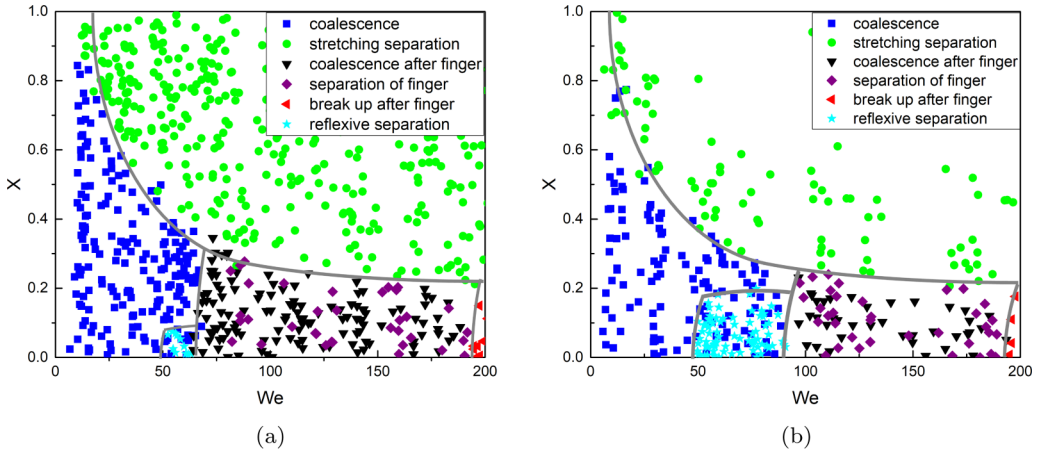 1.0
0.8
0.6
0.4
0.2
0.0
X
0
50
100
150
200
We
coalescence
stretching separation
coalescence after finger
separation of finger
break up after finger
reflexive separation
(a)
1.0
0.8
0.6
0.4
0.2
0.0
X
0
50
100
150
200
We
coalescence
stretching separation
coalescence after finger
separation of finger
break up after finger
reflexive separation
(b)